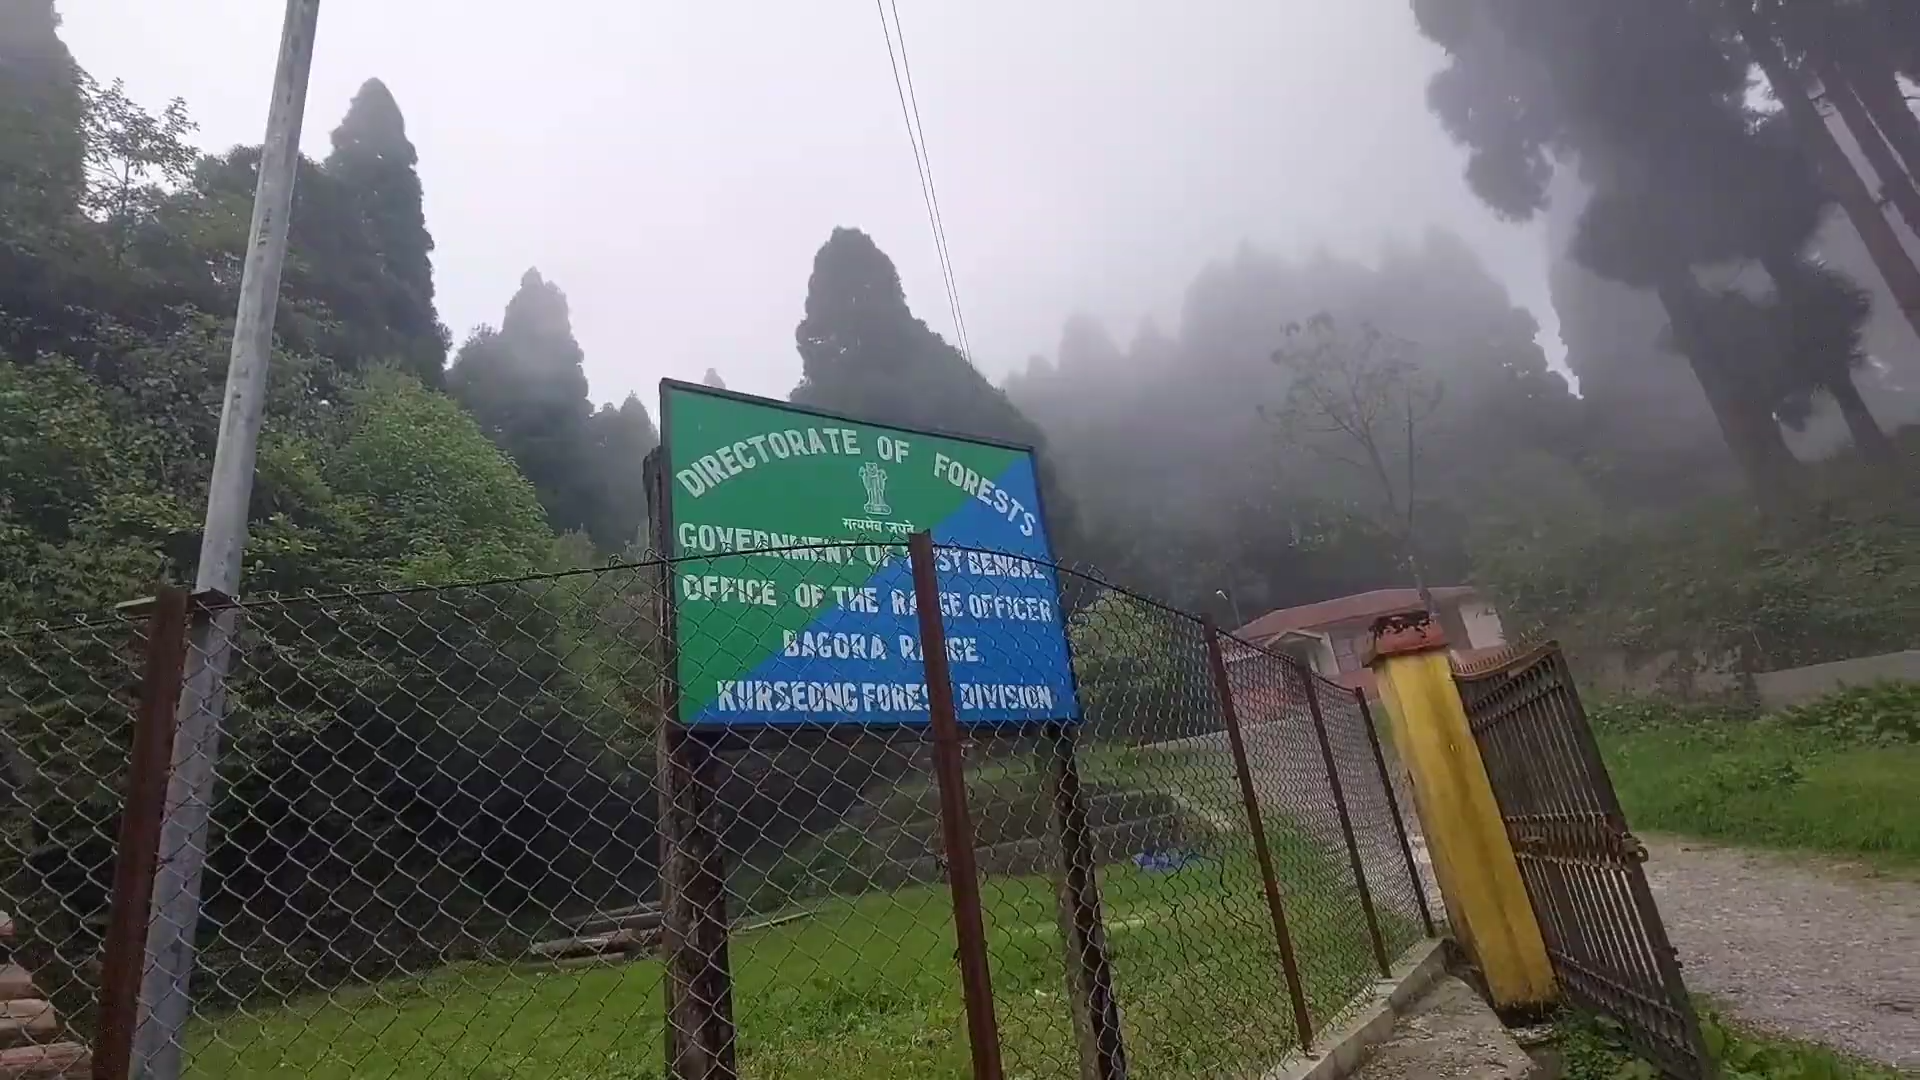 DIRECTORATE OF FORESTS
सत्यमेव जयते
GOVERNMENT OF WEST BENGAL
OFFICE OF THE RANGE OFFICER
BAGORA RANGE
KURSEONG FOREST DIVISION